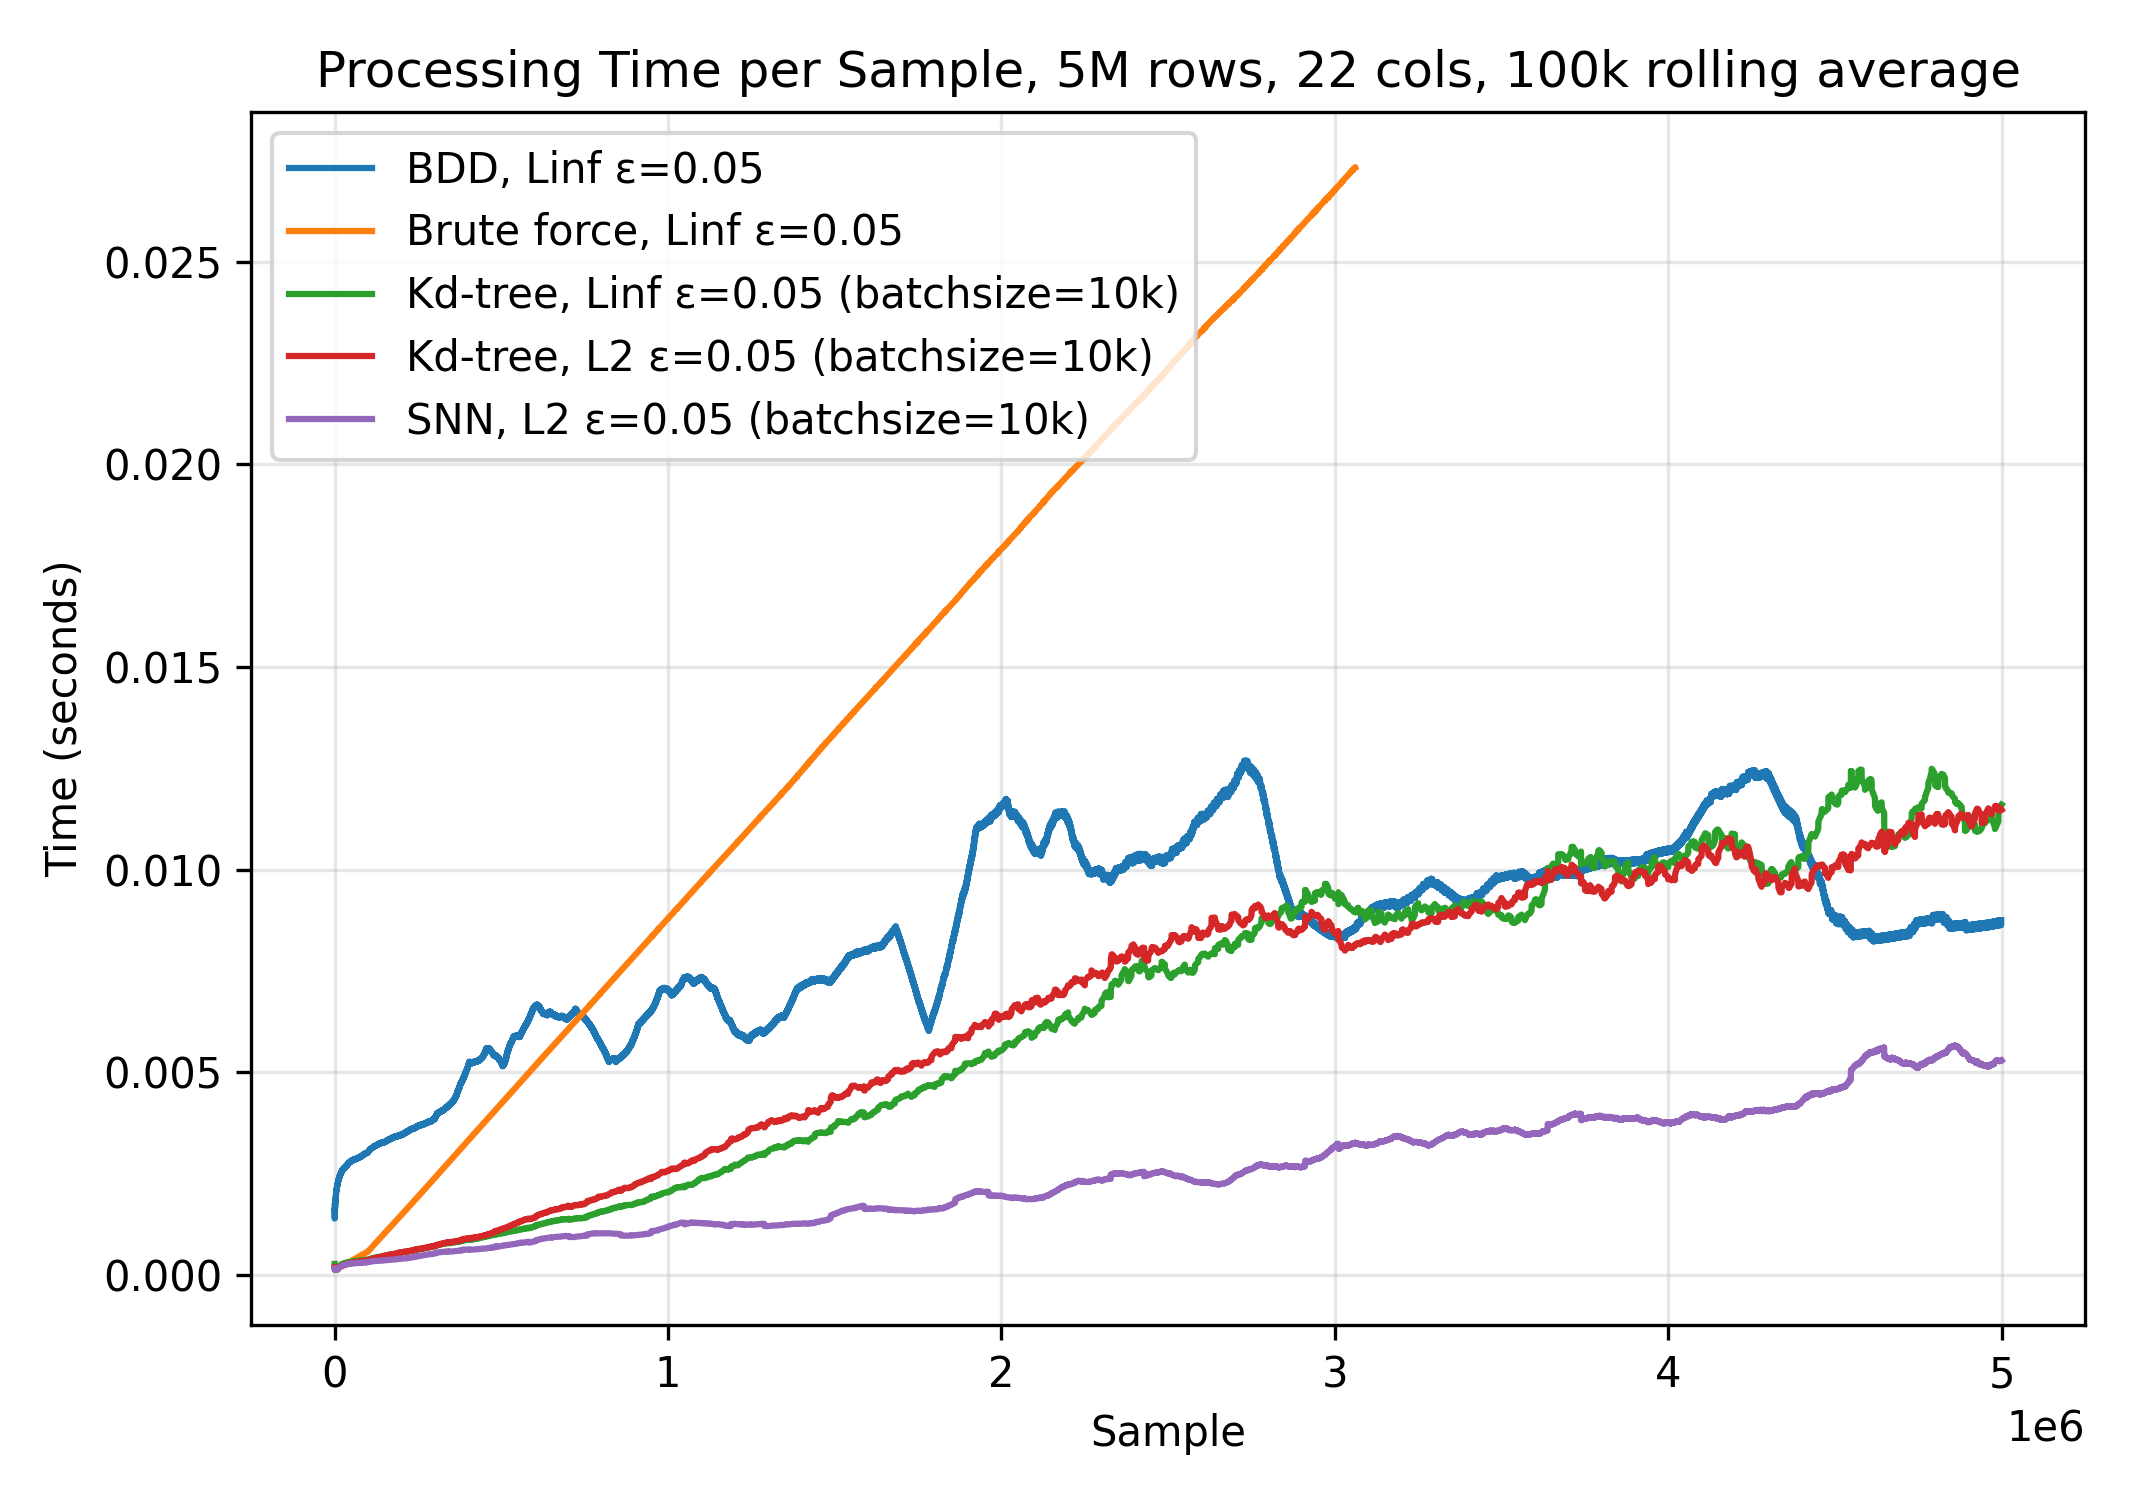 Processing Time per Sample, 5M rows, 22 cols, 100k rolling average
BDD, Linf ε=0.05
Brute force, Linf ε=0.05
Kd-tree, Linf ε=0.05 (batchsize=10k)
Kd-tree, L2 ε=0.05 (batchsize=10k)
SNN, L2 ε=0.05 (batchsize=10k)
Time (seconds)
0.025
0.020
0.015
0.010
0.005
0.000
0 1 2 3 4 5
1e6
Sample